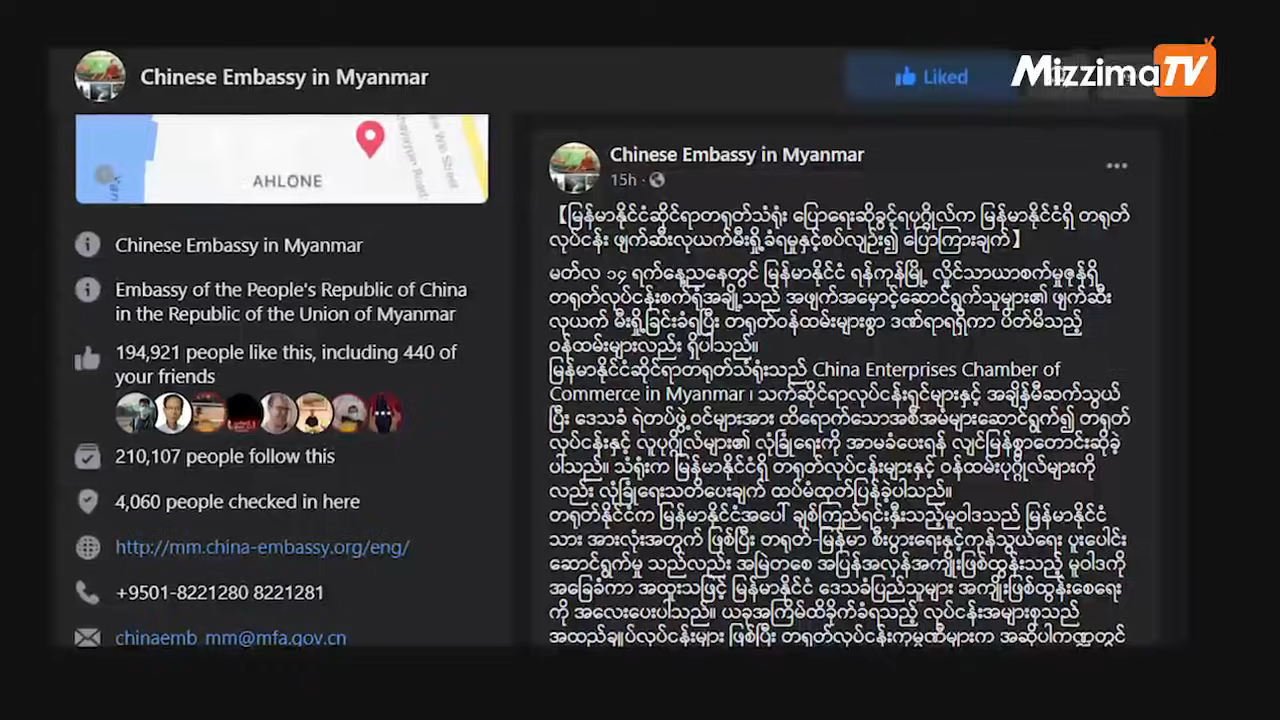 Chinese Embassy in Myanmar
Liked
MizzimaTV
AHLONE
Chinese Embassy in Myanmar
Embassy of the People's Republic of China
in the Republic of the Union of Myanmar
194,921 people like this, including 440 of
your friends
210,107 people follow this
4,060 people checked in here
http://mm.china-embassy.org/eng/
+9501-8221280 8221281
chinaemb_mm@mfa.gov.cn
Chinese Embassy in Myanmar
15h ·
【မြန်မာနိုင်ငံဆိုင်ရာတရုတ်သံရုံး ပြောရေးဆိုခွင့်ရပုဂ္ဂိုလ်က မြန်မာနိုင်ငံရှိ တရုတ်
လုပ်ငန်း ဖျက်ဆီးလုယက်မီးရှို့ခံရမှုနှင့်စပ်လျဉ်း၍ ပြောကြားချက်】
မတ်လ ၁၄ ရက်နေ့ညနေတွင် မြန်မာနိုင်ငံ ရန်ကုန်မြို့ လှိုင်သာယာစက်မှုဇုန်ရှိ
တရုတ်လုပ်ငန်းစက်ရုံအချို့သည် အဖျက်အမှောင့်ဆောင်ရွက်သူများ၏ ဖျက်ဆီး
လုယက် မီးရှို့ခြင်းခံရပြီး တရုတ်ဝန်ထမ်းများစွာ ဒဏ်ရာရရှိကာ ပိတ်မိသည့်
ဝန်ထမ်းများလည်း ရှိပါသည်။
မြန်မာနိုင်ငံဆိုင်ရာတရုတ်သံရုံးသည် China Enterprises Chamber of
Commerce in Myanmar ၊ သက်ဆိုင်ရာလုပ်ငန်းရှင်များနှင့် အချိန်မီဆက်သွယ်
ပြီး ဒေသခံ ရဲတပ်ဖွဲ့ဝင်များအား ထိရောက်သောအစီအမံများဆောင်ရွက်၍ တရုတ်
လုပ်ငန်းနှင့် လူပုဂ္ဂိုလ်များ၏ လုံခြုံရေးကို အာမခံပေးရန် လျင်မြန်စွာတောင်းဆိုခဲ့
ပါသည်။ သံရုံးက မြန်မာနိုင်ငံရှိ တရုတ်လုပ်ငန်းများနှင့် ဝန်ထမ်းပုဂ္ဂိုလ်များကို
လည်း လုံခြုံရေးသတိပေးချက် ထပ်မံထုတ်ပြန်ခဲ့ပါသည်။
တရုတ်နိုင်ငံက မြန်မာနိုင်ငံအပေါ် ချစ်ကြည်ရင်းနှီးသည့်မူဝါဒသည် မြန်မာနိုင်ငံ
သား အားလုံးအတွက် ဖြစ်ပြီး တရုတ်-မြန်မာ စီးပွားရေးနှင့်ကုန်သွယ်ရေး ပူးပေါင်း
ဆောင်ရွက်မှု သည်လည်း အမြဲတစေ အပြန်အလှန်အကျိုးဖြစ်ထွန်းသည့် မူဝါဒကို
အခြေခံကာ အထူးသဖြင့် မြန်မာနိုင်ငံ ဒေသခံပြည်သူများ အကျိုးဖြစ်ထွန်းစေရေး
ကို အလေးပေးပါသည်။ ယခုအကြိမ်ထိခိုက်ခံရသည့် လုပ်ငန်းအများစုသည်
အထည်ချုပ်လုပ်ငန်းများ ဖြစ်ပြီး တရုတ်လုပ်ငန်းကုမ္ပဏီများက အဆိုပါကဏ္ဍတွင်